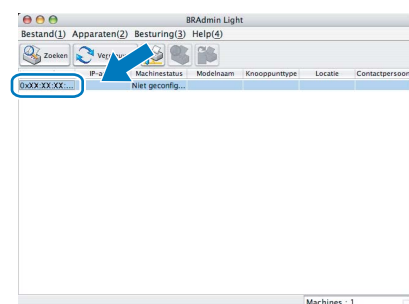 BRAdmin Light
Bestand(1) Apparaten(2) Besturing(3) Help(4)
Zoeken
IP-a Machinestatus Modelnaam Knooppunttype Locatie Contactpersoon
0xXX:XX:XX:... Niet geconfig...
Machines : 1